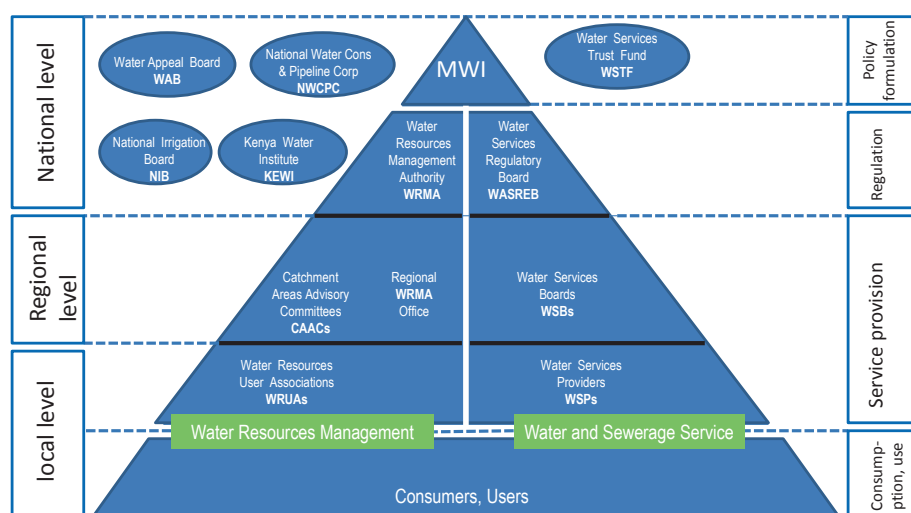 National level
Water Appeal Board
WAB
National Water Cons
& Pipeline Corp
NWCPC
MWI
Water Services
Trust Fund
WSTF
Policy
formulation
National Irrigation
Board
NIB
Kenya Water
Institute
KEWI
Water
Resources
Management
Authority
WRMA
Water
Services
Regulatory
Board
WASREB
Regulation
Regional
level
Catchment
Areas Advisory
Committees
CAACs
Regional
WRMA
Office
Water Services
Boards
WSBs
Service provision
local level
Water Resources
User Associations
WRUAs
Water Services
Providers
WSPs
Water Resources Management
Water and Sewerage Service
Consumers, Users
Consump-
ption, use